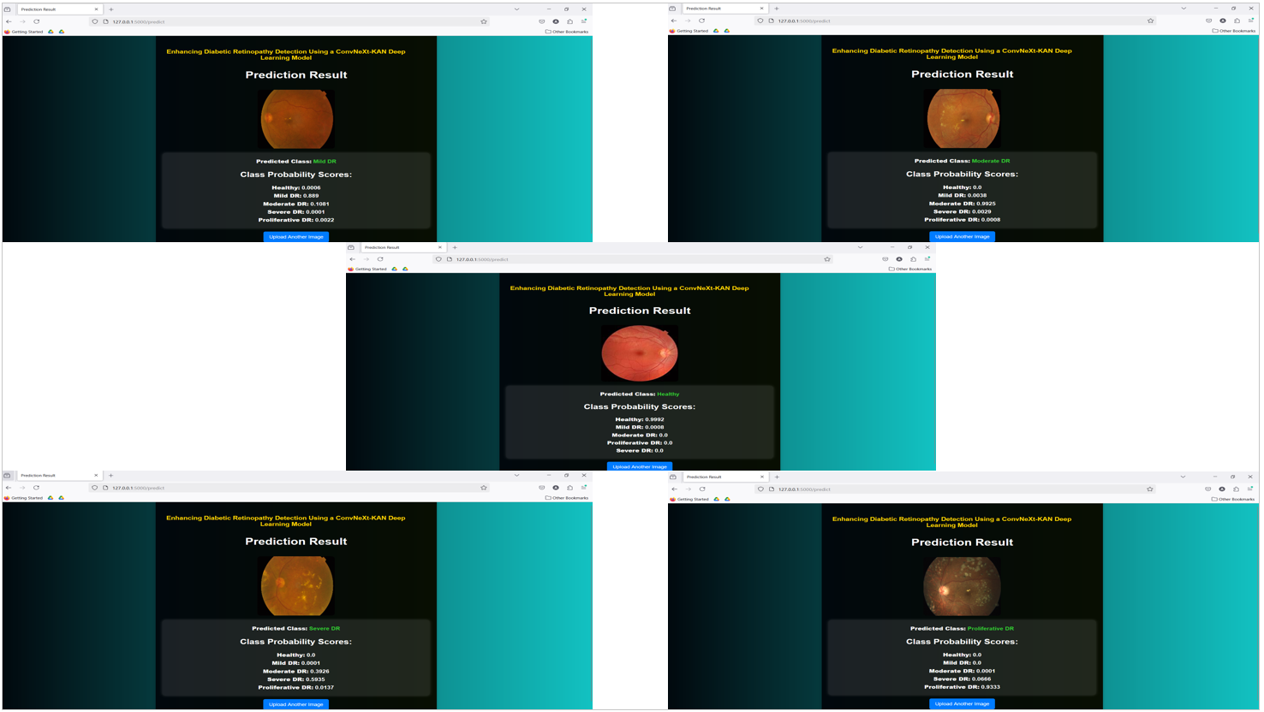 Prediction Result
127.0.0.1:5000/predict
Getting Started
Other Bookmarks
Enhancing Diabetic Retinopathy Detection Using a ConvNeXt-KAN Deep
Learning Model
Prediction Result
Predicted Class: Mild DR
Class Probability Scores:
Healthy: 0.0006
Mild DR: 0.889
Moderate DR: 0.1081
Severe DR: 0.0001
Proliferative DR: 0.0022
Upload Another Image
Prediction Result
127.0.0.1:5000/predict
Getting Started
Other Bookmarks
Enhancing Diabetic Retinopathy Detection Using a ConvNeXt-KAN Deep
Learning Model
Prediction Result
Predicted Class: Moderate DR
Class Probability Scores:
Healthy: 0.0
Mild DR: 0.0038
Moderate DR: 0.9925
Severe DR: 0.0029
Proliferative DR: 0.0008
Upload Another Image
Prediction Result
127.0.0.1:5000/predict
Getting Started
Other Bookmarks
Enhancing Diabetic Retinopathy Detection Using a ConvNeXt-KAN Deep
Learning Model
Prediction Result
Predicted Class: Healthy
Class Probability Scores:
Healthy: 0.9992
Mild DR: 0.0008
Moderate DR: 0.0
Proliferative DR: 0.0
Severe DR: 0.0
Upload Another Image
Prediction Result
127.0.0.1:5000/predict
Getting Started
Other Bookmarks
Enhancing Diabetic Retinopathy Detection Using a ConvNeXt-KAN Deep
Learning Model
Prediction Result
Predicted Class: Severe DR
Class Probability Scores:
Healthy: 0.0
Mild DR: 0.0001
Moderate DR: 0.3926
Severe DR: 0.5935
Proliferative DR: 0.0137
Upload Another Image
Prediction Result
127.0.0.1:5000/predict
Getting Started
Other Bookmarks
Enhancing Diabetic Retinopathy Detection Using a ConvNeXt-KAN Deep
Learning Model
Prediction Result
Predicted Class: Proliferative DR
Class Probability Scores:
Healthy: 0.0
Mild DR: 0.0
Moderate DR: 0.0001
Severe DR: 0.0666
Proliferative DR: 0.9333
Upload Another Image